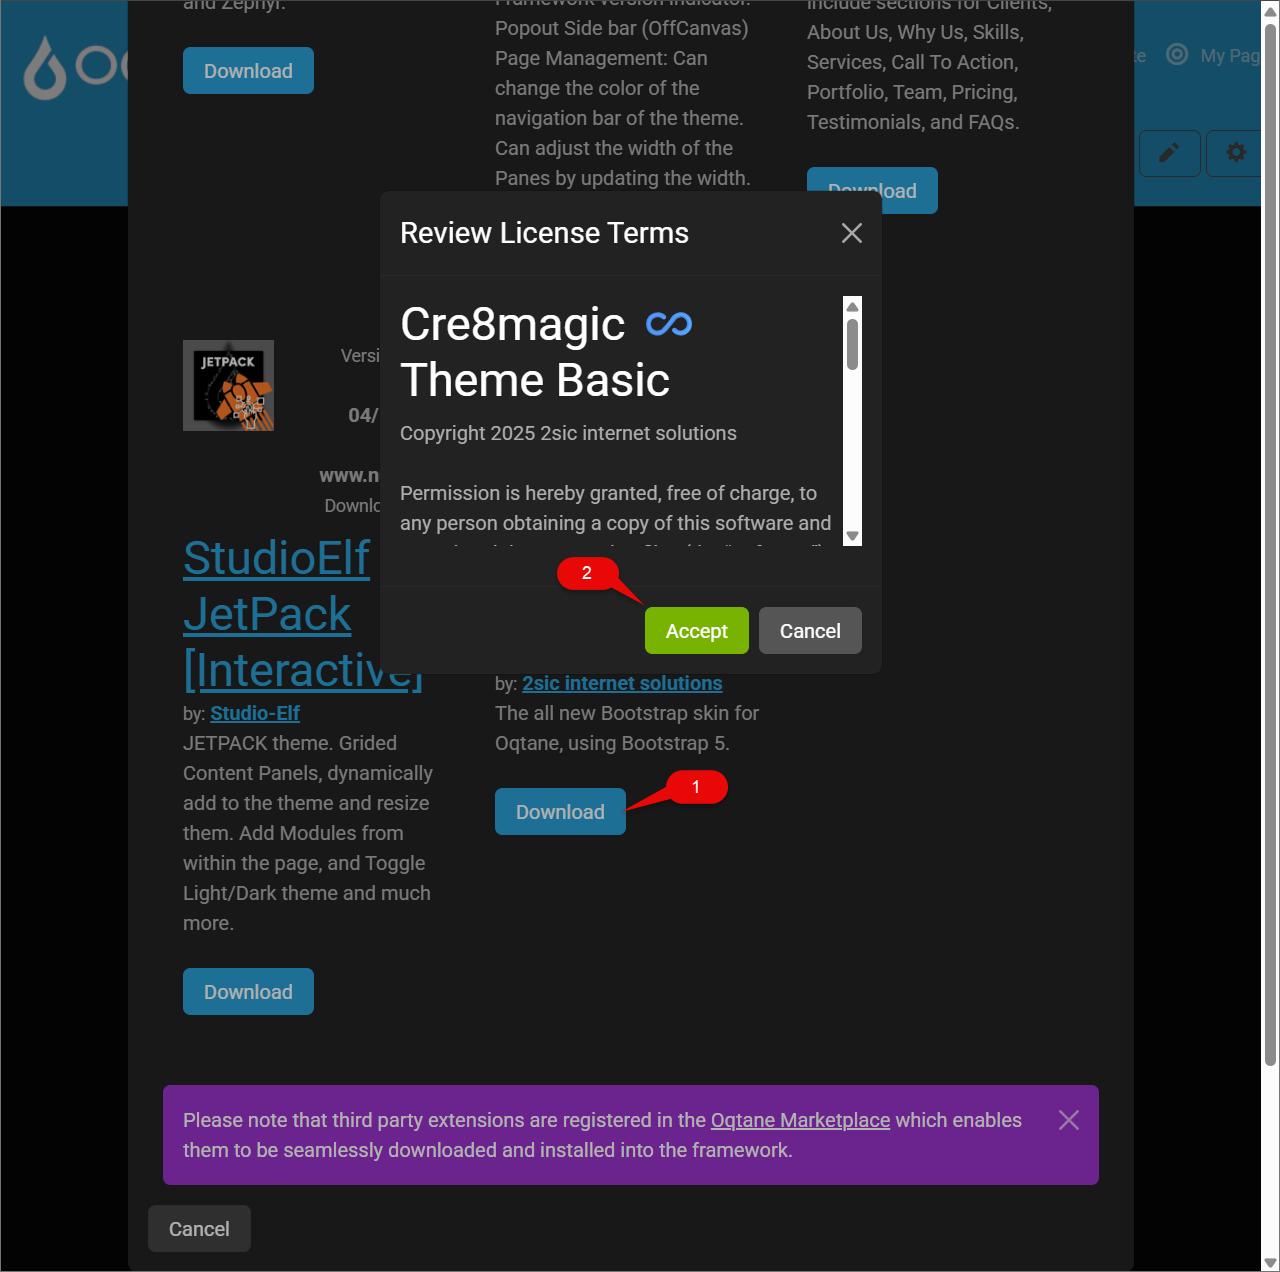 and Zephyr.
Download
Framework version indicator.
Popout Side bar (OffCanvas)
Page Management: Can
change the color of the
navigation bar of the theme.
Can adjust the width of the
Panes by updating the width.
include sections for Clients,
About Us, Why Us, Skills,
Services, Call To Action,
Portfolio, Team, Pricing,
Testimonials, and FAQs.
Download
My Pag
Review License Terms
Cre8magic
Theme Basic
Copyright 2025 2sic internet solutions
Permission is hereby granted, free of charge, to
any person obtaining a copy of this software and
2
Accept
Cancel
JETPACK
Versi
04/
www.n
Downlo
StudioElf
JetPack
[Interactive]
by: Studio-Elf
JETPACK theme. Grided
Content Panels, dynamically
add to the theme and resize
them. Add Modules from
within the page, and Toggle
Light/Dark theme and much
more.
Download
by: 2sic internet solutions
The all new Bootstrap skin for
Oqtane, using Bootstrap 5.
Download
1
Please note that third party extensions are registered in the Oqtane Marketplace which enables
them to be seamlessly downloaded and installed into the framework.
Cancel